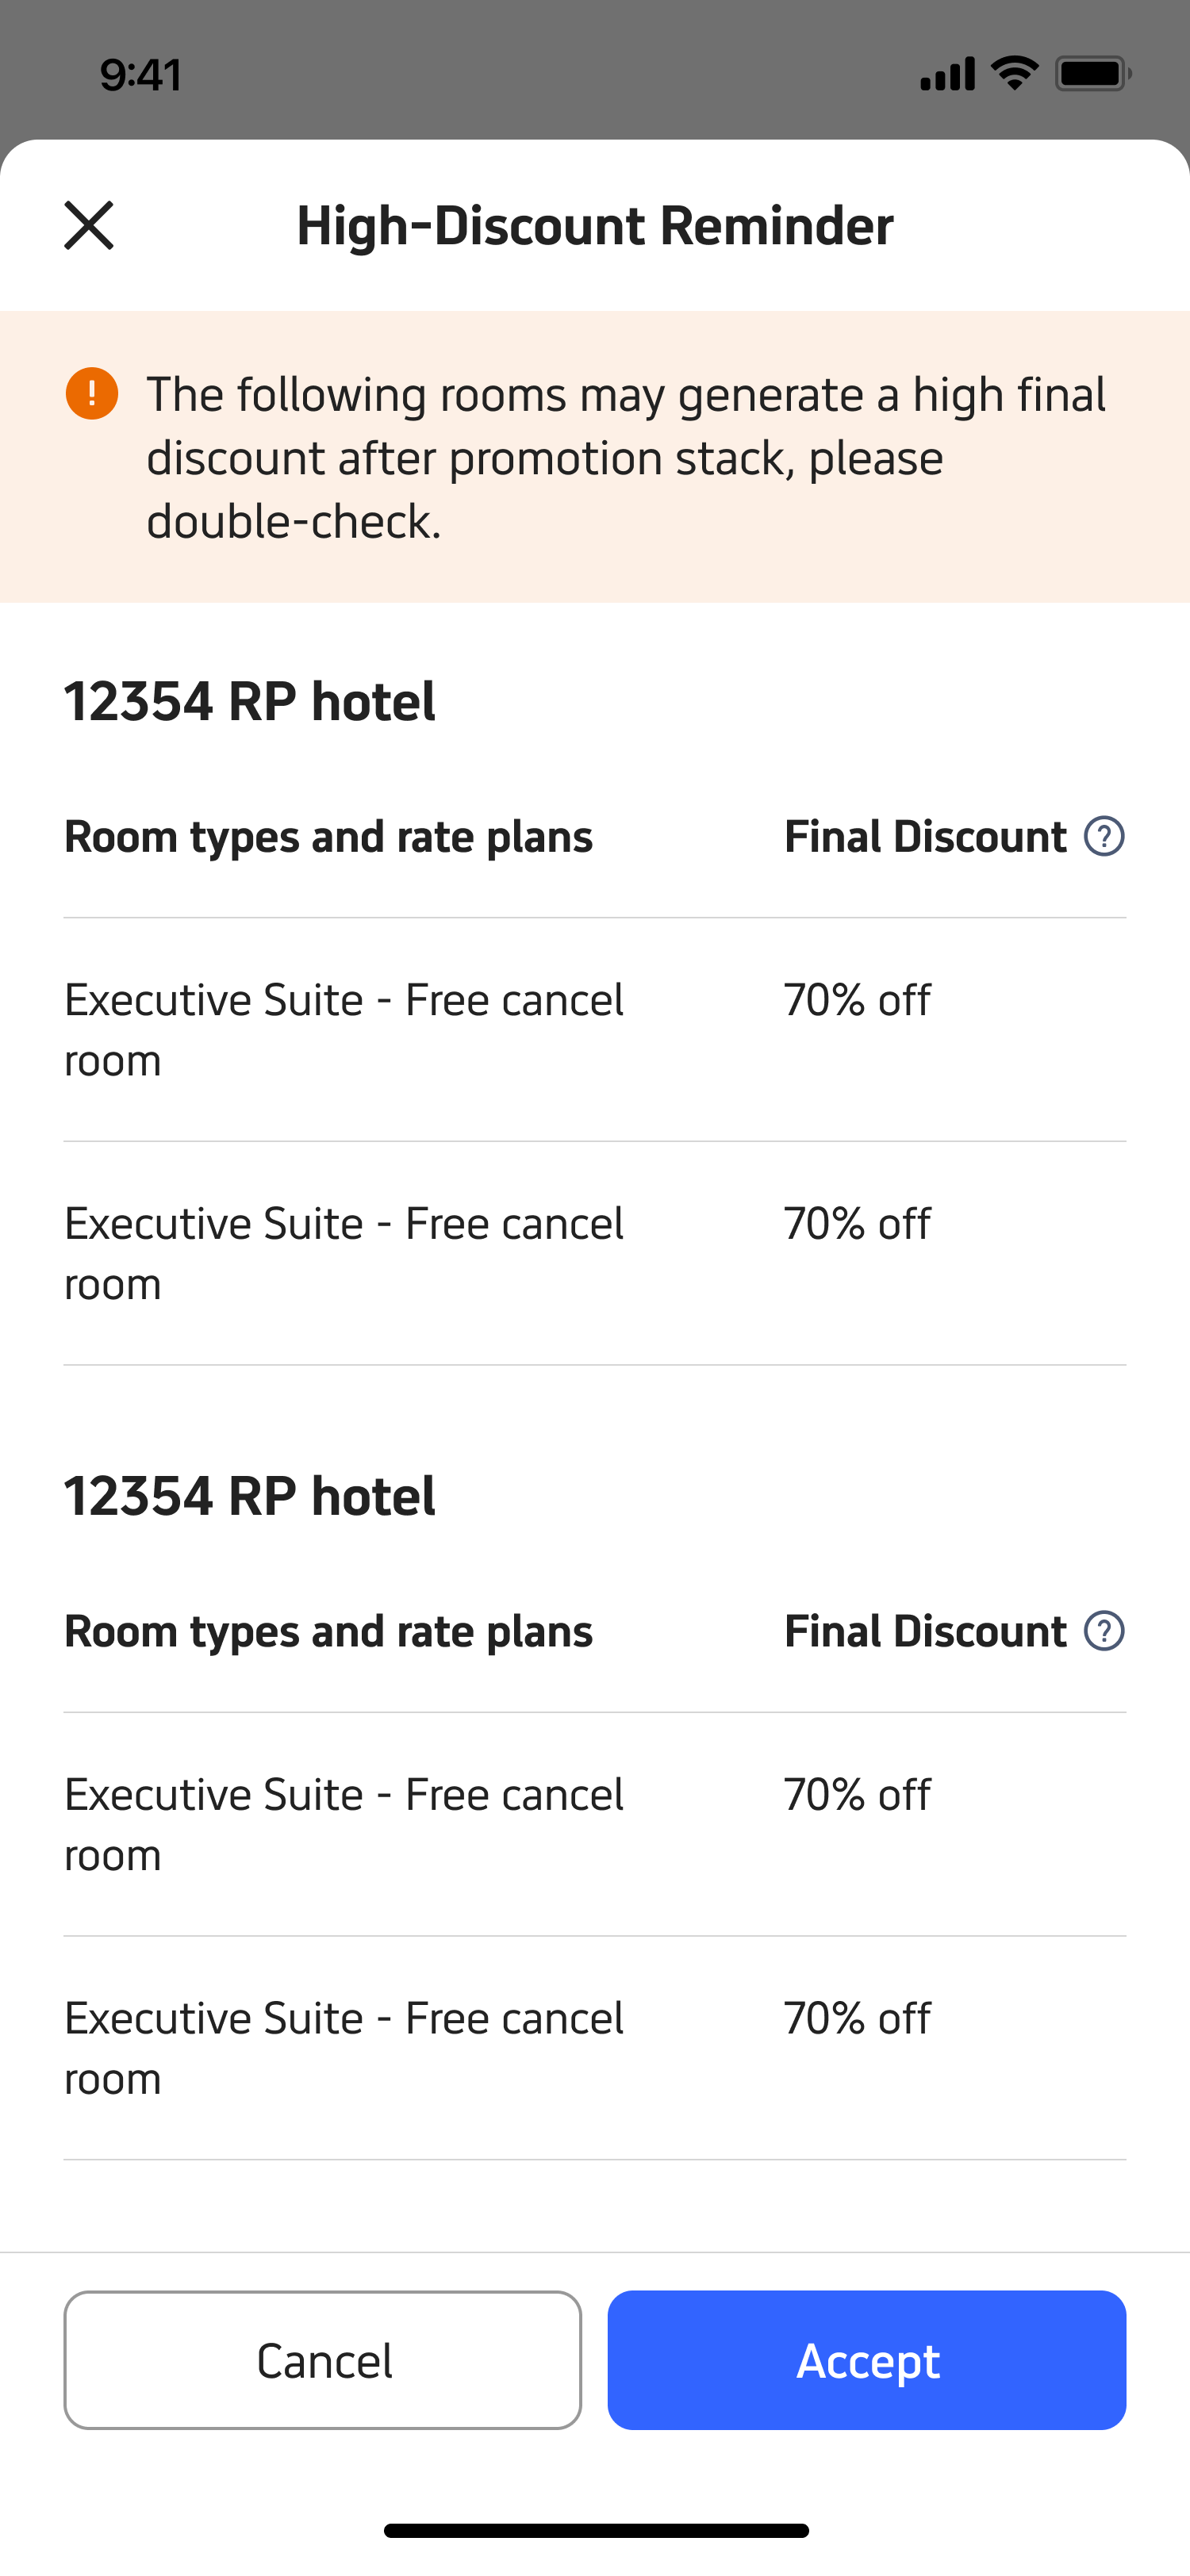 9:41
High-Discount Reminder
The following rooms may generate a high final
discount after promotion stack, please
double-check.
12354 RP hotel
Room types and rate plans Final Discount ?
Executive Suite - Free cancel 70% off
room
Executive Suite - Free cancel 70% off
room
12354 RP hotel
Room types and rate plans Final Discount ?
Executive Suite - Free cancel 70% off
room
Executive Suite - Free cancel 70% off
room
Cancel Accept